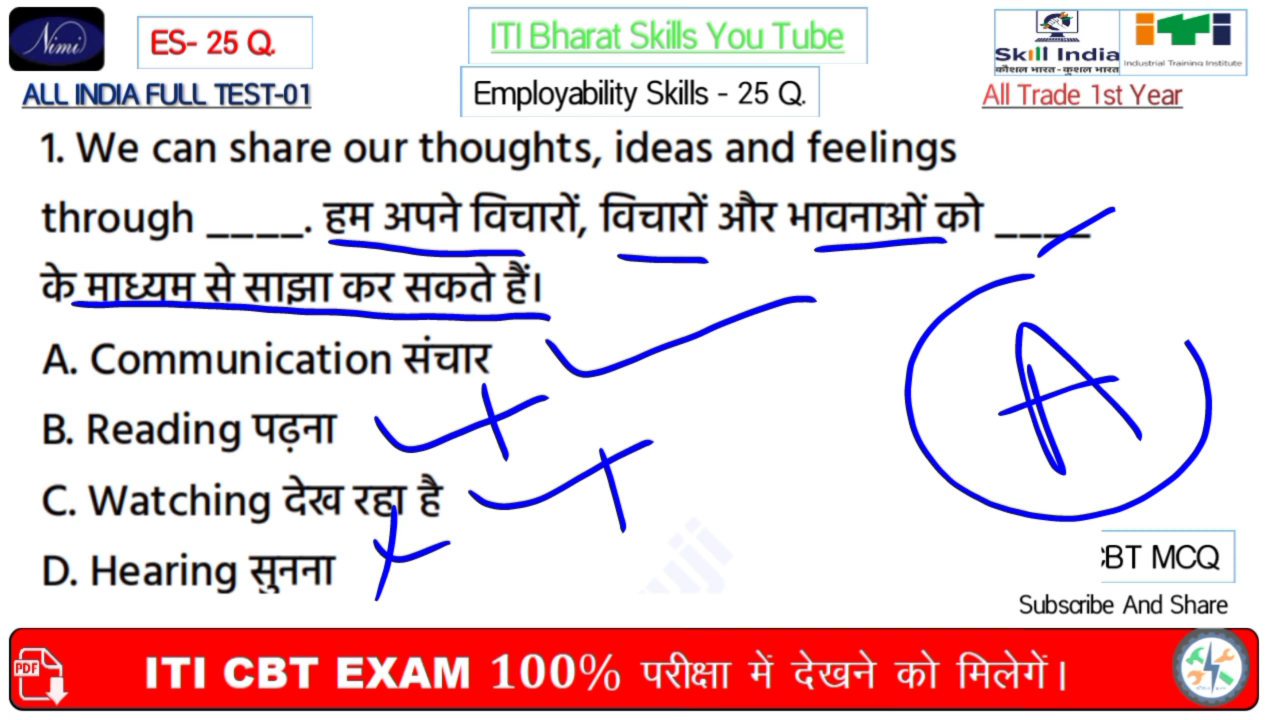 Nimi
ES- 25 Q.
ITI Bharat Skills You Tube
Skill India
कौशल भारत - कुशल भारत
iTi
Industrial Training Institute
ALL INDIA FULL TEST-01
Employability Skills - 25 Q.
All Trade 1st Year
1. We can share our thoughts, ideas and feelings
through ____. हम अपने विचारों, विचारों और भावनाओं को ____
के माध्यम से साझा कर सकते हैं।
A. Communication संचार
B. Reading पढ़ना
C. Watching देख रहा है
D. Hearing सुनना
A
BT MCQ
Subscribe And Share
PDF
ITI CBT EXAM 100% परीक्षा में देखने को मिलेगें।